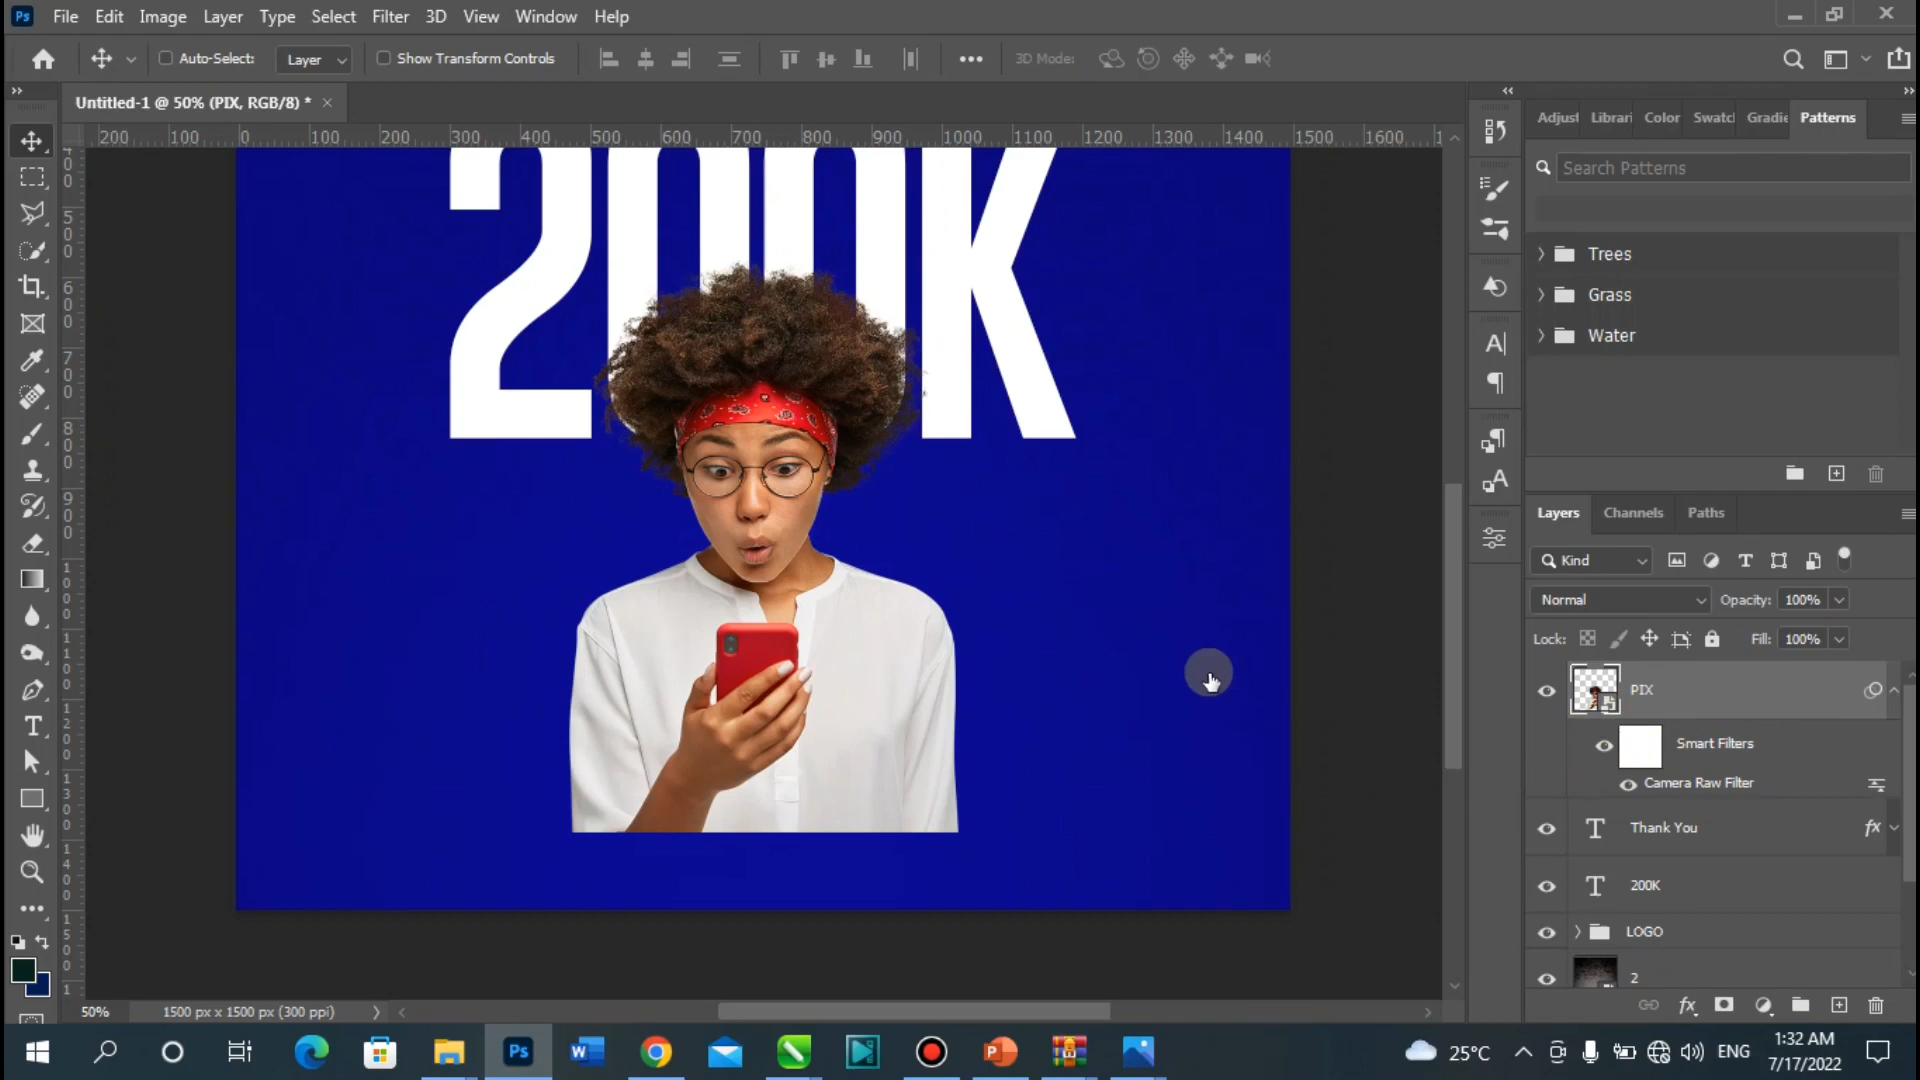 Ps File Edit Image Layer Type Select Filter 3D View Window Help
Auto-Select: Layer Show Transform Controls 3D Mode:
Untitled-1 @ 50% (PIX, RGB/8) * ×
200 100 0 100 200 300 400 500 600 700 800 900 1000 1100 1200 1300 1400 1500 1600
200K
Adjust Librari Color Swatch Gradie Patterns
Search Patterns
Trees
Grass
Water
Layers Channels Paths
Kind
Normal Opacity: 100%
Lock: Fill: 100%
PIX
Smart Filters
Camera Raw Filter
Thank You fx
200K
LOGO
2
fx
50% 1500 px x 1500 px (300 ppi)
25°C ENG 1:32 AM
7/17/2022